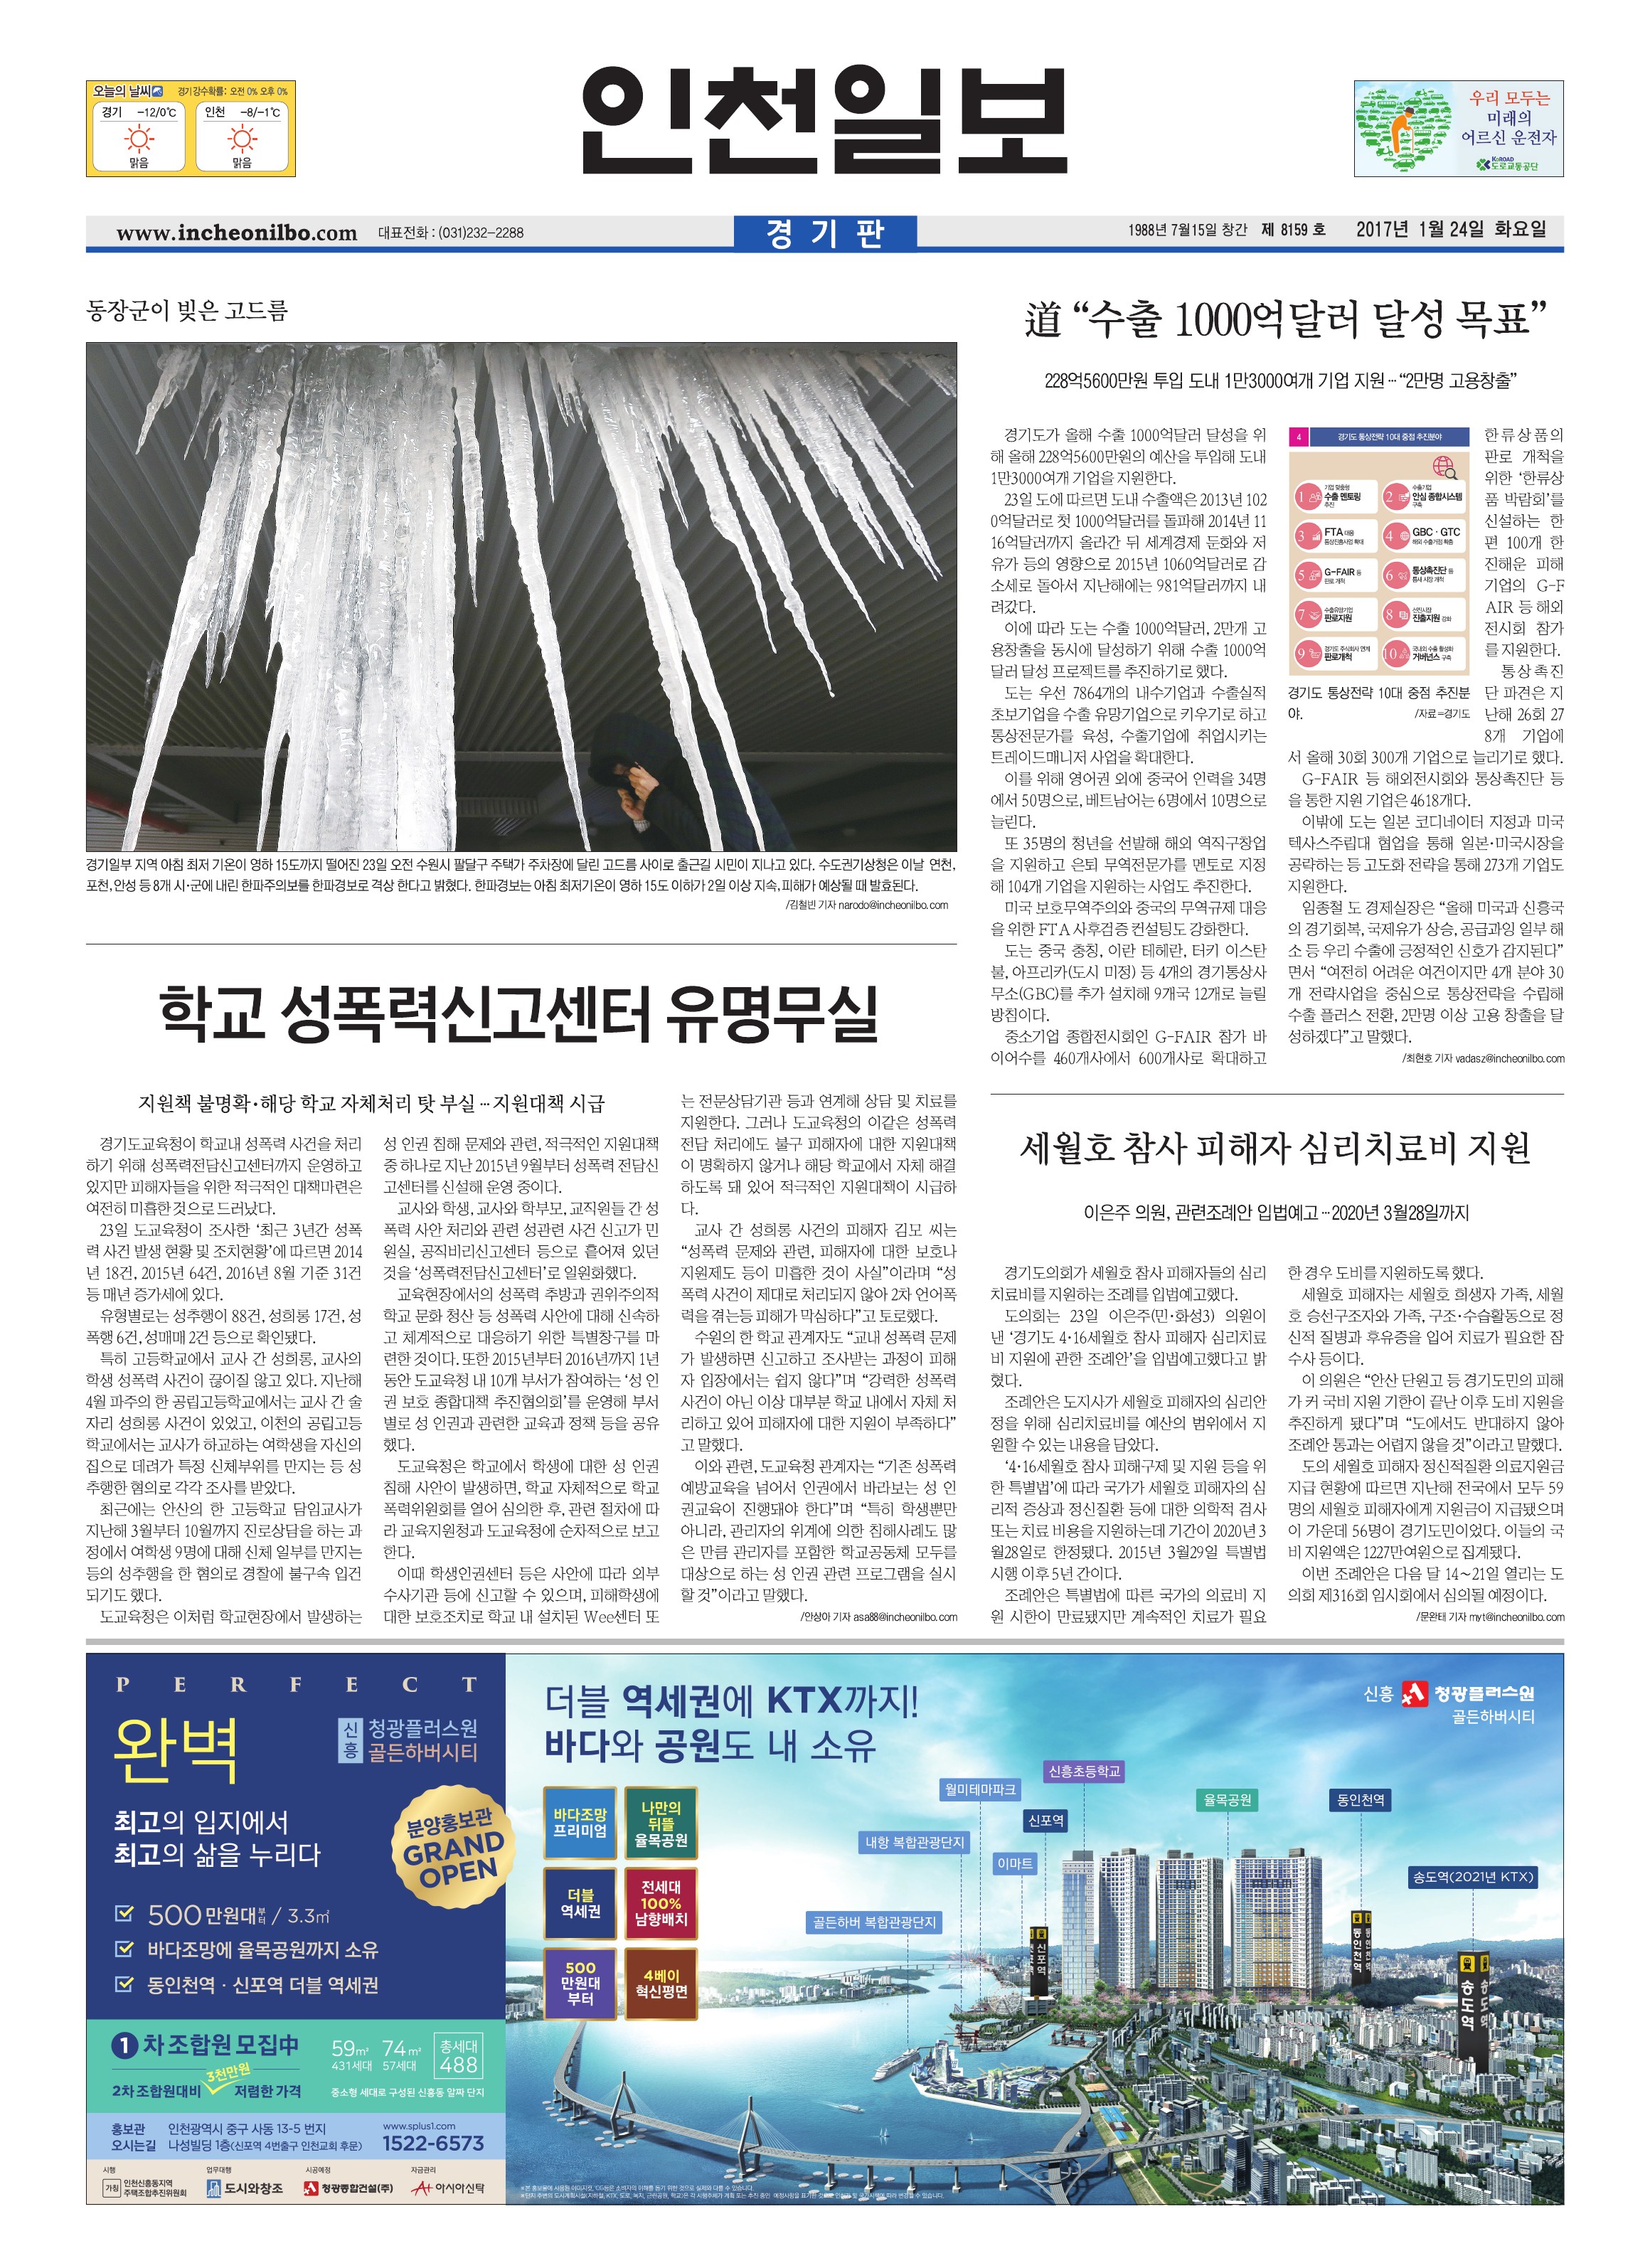 오늘의 날씨 경기 강수확률: 오전 0% 오후 0%
경기 -12/0℃
맑음
인천 -8/-1℃
맑음
인천일보
우리 모두는
미래의
어르신 운전자
KoROAD
도로교통공단
www.incheonilbo.com 대표전화 : (031)232-2288
경기판
1988년 7월15일 창간 제 8159 호 2017년 1월 24일 화요일
동장군이 빚은 고드름
경기일부 지역 아침 최저 기온이 영하 15도까지 떨어진 23일 오전 수원시 팔달구 주택가 주차장에 달린 고드름 사이로 출근길 시민이 지나고 있다. 수도권기상청은 이날 연천,
포천, 안성 등 8개 시·군에 내린 한파주의보를 한파경보로 격상 한다고 밝혔다. 한파경보는 아침 최저기온이 영하 15도 이하가 2일 이상 지속, 피해가 예상될 때 발효된다.
/김철빈 기자 narodo@incheonilbo.com
道 “수출 1000억달러 달성 목표”
228억5600만원 투입 도내 1만3000여개 기업 지원…“2만명 고용창출”
경기도가 올해 수출 1000억달러 달성을 위
해 올해 228억5600만원의 예산을 투입해 도내
1만3000여개 기업을 지원한다.
23일 도에 따르면 도내 수출액은 2013년 102
0억달러로 첫 1000억달러를 돌파해 2014년 11
16억달러까지 올라간 뒤 세계경제 둔화와 저
유가 등의 영향으로 2015년 1060억달러로 감
소세로 돌아서 지난해에는 981억달러까지 내
려갔다.
이에 따라 도는 수출 1000억달러, 2만개 고
용창출을 동시에 달성하기 위해 수출 1000억
달러 달성 프로젝트를 추진하기로 했다.
도는 우선 7864개의 내수기업과 수출실적
초보기업을 수출 유망기업으로 키우기로 하고
통상전문가를 육성, 수출기업에 취업시키는
트레이드매니저 사업을 확대한다.
이를 위해 영어권 외에 중국어 인력을 34명
에서 50명으로, 베트남어는 6명에서 10명으로
늘린다.
또 35명의 청년을 선발해 해외 역직구창업
을 지원하고 은퇴 무역전문가를 멘토로 지정
해 104개 기업을 지원하는 사업도 추진한다.
미국 보호무역주의와 중국의 무역규제 대응
을 위한 FTA 사후검증 컨설팅도 강화한다.
도는 중국 충칭, 이란 테헤란, 터키 이스탄
불, 아프리카(도시 미정) 등 4개의 경기통상사
무소(GBC)를 추가 설치해 9개국 12개로 늘릴
방침이다.
중소기업 종합전시회인 G-FAIR 참가 바
이어수를 460개사에서 600개사로 확대하고
4 경기도 통상전략 10대 중점 추진분야
1 기업 맞춤형 수출 멘토링 추진
2 수출기업 안심 종합시스템 구축
3 FTA 대응 통상진흥사업 확대
4 GBC·GTC 해외 수출거점 확충
5 G-FAIR 등 판로 개척
6 통상촉진단 등 틈새 시장 개척
7 수출유망기업 판로지원
8 선진시장 진출지원 강화
9 경기도 주식회사 연계 판로개척
10 국내외 수출 활성화 거버넌스 구축
경기도 통상전략 10대 중점 추진분
야. /자료=경기도
한류상품의
판로 개척을
위한 ‘한류상
품 박람회’를
신설하는 한
편 100개 한
진해운 피해
기업의 G-F
AIR 등 해외
전시회 참가
를 지원한다.
통상촉진
단 파견은 지
난해 26회 27
8개 기업에
서 올해 30회 300개 기업으로 늘리기로 했다.
G-FAIR 등 해외전시회와 통상촉진단 등
을 통한 지원 기업은 4618개다.
이밖에 도는 일본 코디네이터 지정과 미국
텍사스주립대 협업을 통해 일본·미국시장을
공략하는 등 고도화 전략을 통해 273개 기업도
지원한다.
임종철 도 경제실장은 “올해 미국과 신흥국
의 경기회복, 국제유가 상승, 공급과잉 일부 해
소 등 우리 수출에 긍정적인 신호가 감지된다”
면서 “여전히 어려운 여건이지만 4개 분야 30
개 전략사업을 중심으로 통상전략을 수립해
수출 플러스 전환, 2만명 이상 고용 창출을 달
성하겠다”고 말했다.
/최현호 기자 vadasz@incheonilbo.com
학교 성폭력신고센터 유명무실
지원책 불명확·해당 학교 자체처리 탓 부실…지원대책 시급
경기도교육청이 학교내 성폭력 사건을 처리
하기 위해 성폭력전담신고센터까지 운영하고
있지만 피해자들을 위한 적극적인 대책마련은
여전히 미흡한 것으로 드러났다.
23일 도교육청이 조사한 ‘최근 3년간 성폭
력 사건 발생 현황 및 조치현황’에 따르면 2014
년 18건, 2015년 64건, 2016년 8월 기준 31건
등 매년 증가세에 있다.
유형별로는 성추행이 88건, 성희롱 17건, 성
폭행 6건, 성매매 2건 등으로 확인됐다.
특히 고등학교에서 교사 간 성희롱, 교사의
학생 성폭력 사건이 끊이질 않고 있다. 지난해
4월 파주의 한 공립고등학교에서는 교사 간 술
자리 성희롱 사건이 있었고, 이천의 공립고등
학교에서는 교사가 하교하는 여학생을 자신의
집으로 데려가 특정 신체부위를 만지는 등 성
추행한 혐의로 각각 조사를 받았다.
최근에는 안산의 한 고등학교 담임교사가
지난해 3월부터 10월까지 진로상담을 하는 과
정에서 여학생 9명에 대해 신체 일부를 만지는
등의 성추행을 한 혐의로 경찰에 불구속 입건
되기도 했다.
도교육청은 이처럼 학교현장에서 발생하는
성 인권 침해 문제와 관련, 적극적인 지원대책
중 하나로 지난 2015년 9월부터 성폭력 전담신
고센터를 신설해 운영 중이다.
교사와 학생, 교사와 학부모, 교직원들 간 성
폭력 사안 처리와 관련 성관련 사건 신고가 민
원실, 공직비리신고센터 등으로 흩어져 있던
것을 ‘성폭력전담신고센터’로 일원화했다.
교육현장에서의 성폭력 추방과 권위주의적
학교 문화 청산 등 성폭력 사안에 대해 신속하
고 체계적으로 대응하기 위한 특별창구를 마
련한 것이다. 또한 2015년부터 2016년까지 1년
동안 도교육청 내 10개 부서가 참여하는 ‘성 인
권 보호 종합대책 추진협의회’를 운영해 부서
별로 성 인권과 관련한 교육과 정책 등을 공유
했다.
도교육청은 학교에서 학생에 대한 성 인권
침해 사안이 발생하면, 학교 자체적으로 학교
폭력위원회를 열어 심의한 후, 관련 절차에 따
라 교육지원청과 도교육청에 순차적으로 보고
한다.
이때 학생인권센터 등은 사안에 따라 외부
수사기관 등에 신고할 수 있으며, 피해학생에
대한 보호조치로 학교 내 설치된 Wee센터 또
는 전문상담기관 등과 연계해 상담 및 치료를
지원한다. 그러나 도교육청의 이같은 성폭력
전담 처리에도 불구 피해자에 대한 지원대책
이 명확하지 않거나 해당 학교에서 자체 해결
하도록 돼 있어 적극적인 지원대책이 시급하
다.
교사 간 성희롱 사건의 피해자 김모 씨는
“성폭력 문제와 관련, 피해자에 대한 보호나
지원제도 등이 미흡한 것이 사실”이라며 “성
폭력 사건이 제대로 처리되지 않아 2차 언어폭
력을 겪는등 피해가 막심하다”고 토로했다.
수원의 한 학교 관계자도 “교내 성폭력 문제
가 발생하면 신고하고 조사받는 과정이 피해
자 입장에서는 쉽지 않다”며 “강력한 성폭력
사건이 아닌 이상 대부분 학교 내에서 자체 처
리하고 있어 피해자에 대한 지원이 부족하다”
고 말했다.
이와 관련, 도교육청 관계자는 “기존 성폭력
예방교육을 넘어서 인권에서 바라보는 성 인
권교육이 진행돼야 한다”며 “특히 학생뿐만
아니라, 관리자의 위계에 의한 침해사례도 많
은 만큼 관리자를 포함한 학교공동체 모두를
대상으로 하는 성 인권 관련 프로그램을 실시
할 것”이라고 말했다.
/안상아 기자 asa88@incheonilbo.com
세월호 참사 피해자 심리치료비 지원
이은주 의원, 관련조례안 입법예고…2020년 3월28일까지
경기도의회가 세월호 참사 피해자들의 심리
치료비를 지원하는 조례를 입법예고했다.
도의회는 23일 이은주(민·화성3) 의원이
낸 ‘경기도 4·16세월호 참사 피해자 심리치료
비 지원에 관한 조례안’을 입법예고했다고 밝
혔다.
조례안은 도지사가 세월호 피해자의 심리안
정을 위해 심리치료비를 예산의 범위에서 지
원할 수 있는 내용을 담았다.
‘4·16세월호 참사 피해구제 및 지원 등을 위
한 특별법’에 따라 국가가 세월호 피해자의 심
리적 증상과 정신질환 등에 대한 의학적 검사
또는 치료 비용을 지원하는데 기간이 2020년 3
월28일로 한정됐다. 2015년 3월29일 특별법
시행 이후 5년 간이다.
조례안은 특별법에 따른 국가의 의료비 지
원 시한이 만료됐지만 계속적인 치료가 필요
한 경우 도비를 지원하도록 했다.
세월호 피해자는 세월호 희생자 가족, 세월
호 승선구조자와 가족, 구조·수습활동으로 정
신적 질병과 후유증을 입어 치료가 필요한 잠
수사 등이다.
이 의원은 “안산 단원고 등 경기도민의 피해
가 커 국비 지원 기한이 끝난 이후 도비 지원을
추진하게 됐다”며 “도에서도 반대하지 않아
조례안 통과는 어렵지 않을 것”이라고 말했다.
도의 세월호 피해자 정신적질환 의료지원금
지급 현황에 따르면 지난해 전국에서 모두 59
명의 세월호 피해자에게 지원금이 지급됐으며
이 가운데 56명이 경기도민이었다. 이들의 국
비 지원액은 1227만여원으로 집계됐다.
이번 조례안은 다음 달 14~21일 열리는 도
의회 제316회 임시회에서 심의될 예정이다.
/문완태 기자 myt@incheonilbo.com
PERFECT
완벽
신흥 청광플러스원
골든하버시티
최고의 입지에서
최고의 삶을 누리다
분양홍보관
GRAND
OPEN
500만원대부터 / 3.3㎡
바다조망에 율목공원까지 소유
동인천역 · 신포역 더블 역세권
1차 조합원 모집中
2차 조합원대비 3천만원 저렴한 가격
59㎡ 74㎡
431세대 57세대
총세대
488
중소형 세대로 구성된 신흥동 알짜 단지
홍보관 인천광역시 중구 사동 13-5 번지
오시는길 나성빌딩 1층(신포역 4번출구 인천교회 후문)
www.splus1.com
1522-6573
시행 업무대행 시공예정 자금관리
가칭 인천신흥동지역
주택조합추진위원회
도시와창조
청광종합건설(주)
아시아신탁
더블 역세권에 KTX까지!
바다와 공원도 내 소유
신흥 청광플러스원
골든하버시티
바다조망
프리미엄
나만의
뒤뜰
율목공원
더블
역세권
전세대
100%
남향배치
500
만원대
부터
4베이
혁신평면
월미테마파크
신흥초등학교
신포역
율목공원
동인천역
내항 복합관광단지
이마트
송도역(2021년 KTX)
골든하버 복합관광단지
신포역
동인천역
송도역